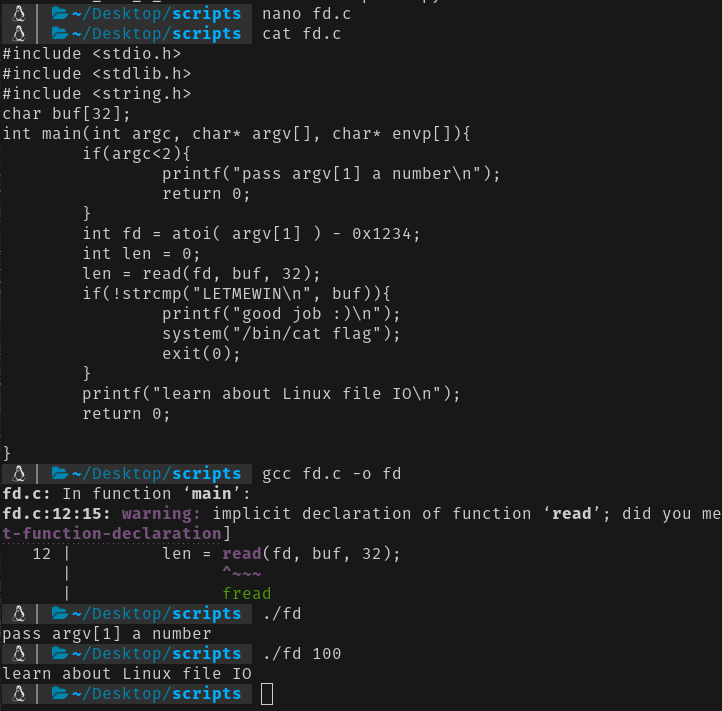 ~/Desktop/scripts nano fd.c
~/Desktop/scripts cat fd.c
#include <stdio.h>
#include <stdlib.h>
#include <string.h>
char buf[32];
int main(int argc, char* argv[], char* envp[]){
        if(argc<2){
                printf("pass argv[1] a number\n");
                return 0;
        }
        int fd = atoi( argv[1] ) - 0x1234;
        int len = 0;
        len = read(fd, buf, 32);
        if(!strcmp("LETMEWIN\n", buf)){
                printf("good job :)\n");
                system("/bin/cat flag");
                exit(0);
        }
        printf("learn about Linux file IO\n");
        return 0;
}
~/Desktop/scripts gcc fd.c -o fd
fd.c: In function ‘main’:
fd.c:12:15: warning: implicit declaration of function ‘read’; did you me
t-function-declaration]
   12 |         len = read(fd, buf, 32);
      |               ^~~~
      |               fread
~/Desktop/scripts ./fd
pass argv[1] a number
~/Desktop/scripts ./fd 100
learn about Linux file IO
~/Desktop/scripts